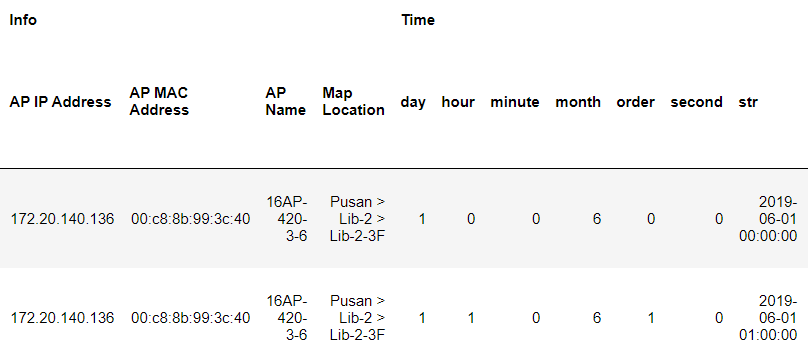 Info Time
AP IP Address AP MAC Address AP Name Map Location day hour minute month order second str
172.20.140.136 00:c8:8b:99:3c:40 16AP-420-3-6 Pusan > Lib-2 > Lib-2-3F 1 0 0 6 0 0 2019-06-01 00:00:00
172.20.140.136 00:c8:8b:99:3c:40 16AP-420-3-6 Pusan > Lib-2 > Lib-2-3F 1 1 0 6 1 0 2019-06-01 01:00:00